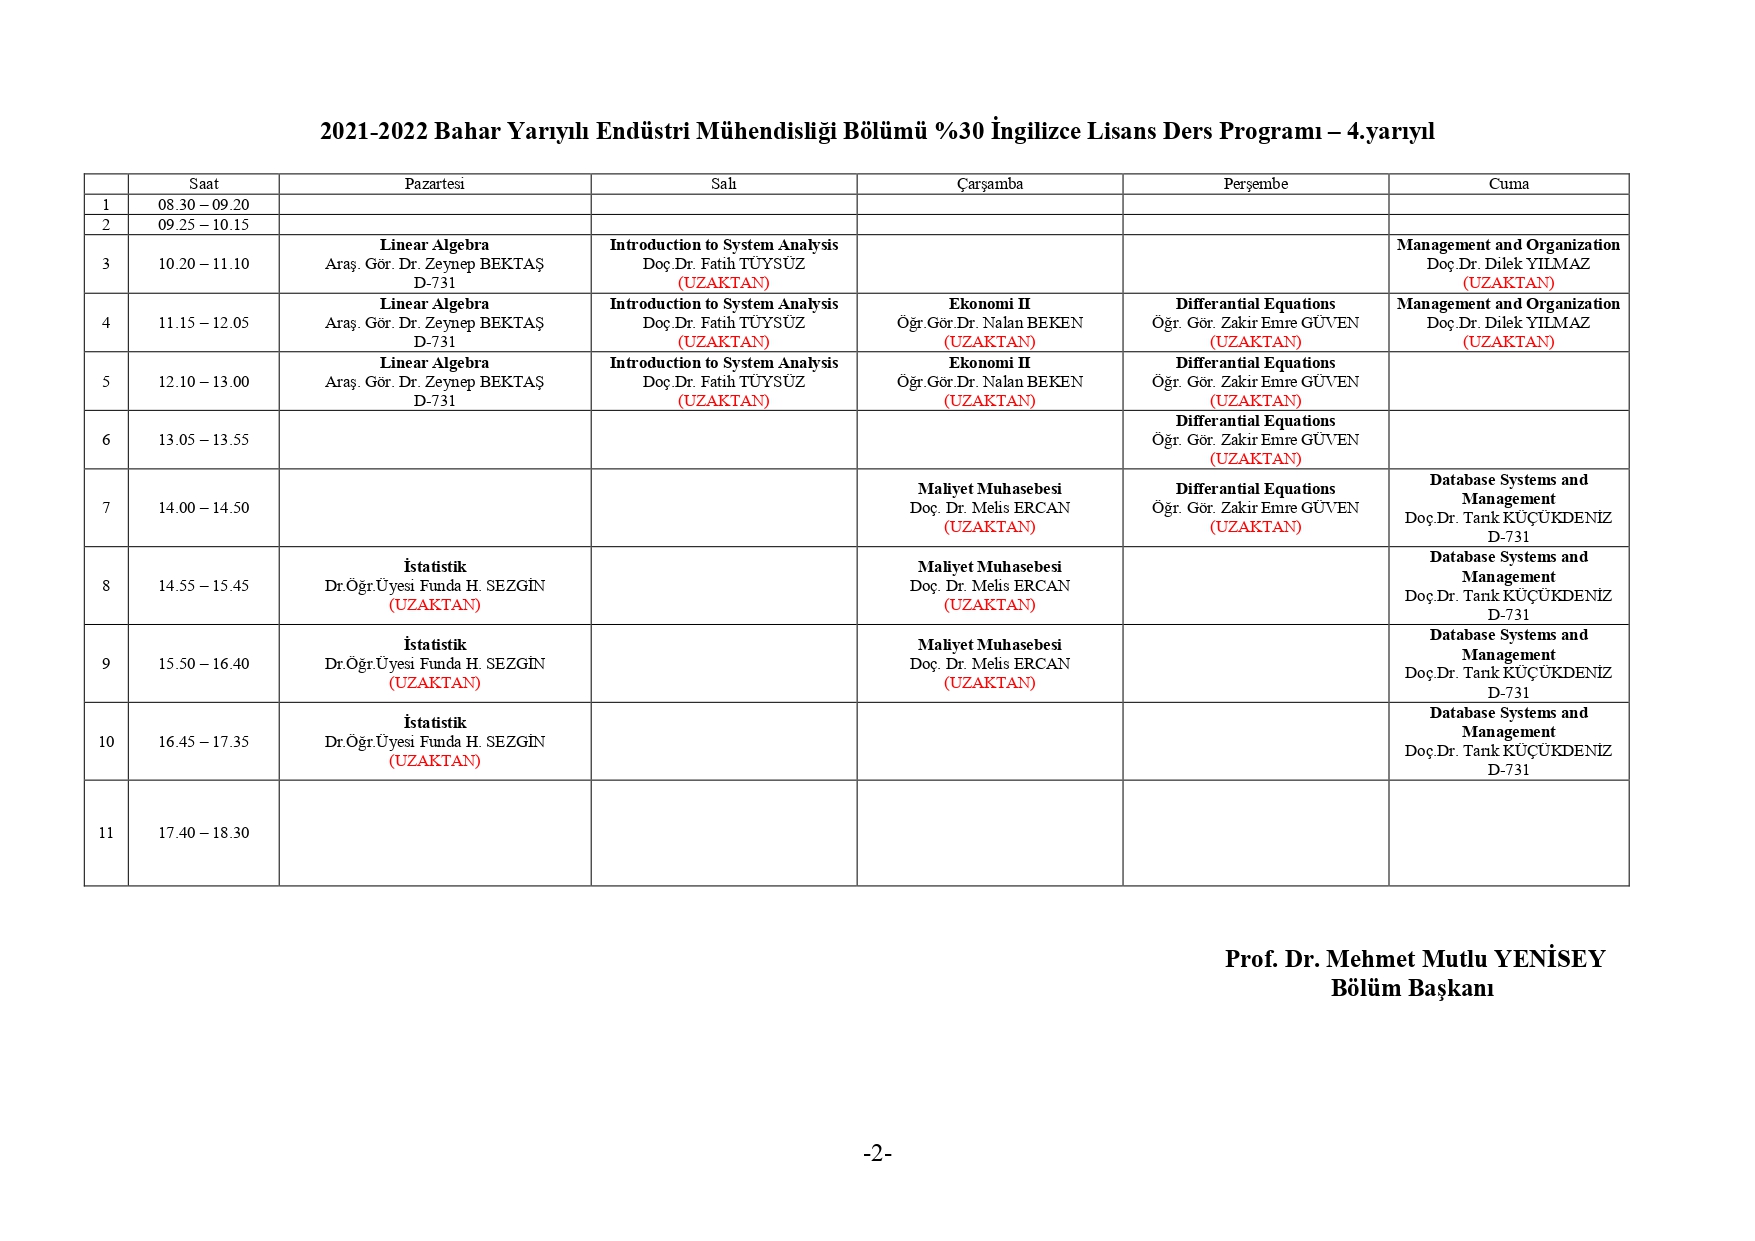 2021-2022 Bahar Yarıyılı Endüstri Mühendisliği Bölümü %30 İngilizce Lisans Ders Programı – 4.yarıyıl
Saat Pazartesi Salı Çarşamba Perşembe Cuma
1 08.30 – 09.20
2 09.25 – 10.15
Linear Algebra Introduction to System Analysis Management and Organization
3 10.20 – 11.10 Araş. Gör. Dr. Zeynep BEKTAŞ Doç.Dr. Fatih TÜYSÜZ Doç.Dr. Dilek YILMAZ
D-731 (UZAKTAN) (UZAKTAN)
Linear Algebra Introduction to System Analysis Ekonomi II Differantial Equations Management and Organization
4 11.15 – 12.05 Araş. Gör. Dr. Zeynep BEKTAŞ Doç.Dr. Fatih TÜYSÜZ Öğr.Gör.Dr. Nalan BEKEN Öğr. Gör. Zakir Emre GÜVEN Doç.Dr. Dilek YILMAZ
D-731 (UZAKTAN) (UZAKTAN) (UZAKTAN) (UZAKTAN)
Linear Algebra Introduction to System Analysis Ekonomi II Differantial Equations
5 12.10 – 13.00 Araş. Gör. Dr. Zeynep BEKTAŞ Doç.Dr. Fatih TÜYSÜZ Öğr.Gör.Dr. Nalan BEKEN Öğr. Gör. Zakir Emre GÜVEN
D-731 (UZAKTAN) (UZAKTAN) (UZAKTAN)
Differantial Equations
6 13.05 – 13.55 Öğr. Gör. Zakir Emre GÜVEN
(UZAKTAN)
Database Systems and
Maliyet Muhasebesi Differantial Equations Management
7 14.00 – 14.50 Doç. Dr. Melis ERCAN Öğr. Gör. Zakir Emre GÜVEN Doç.Dr. Tarık KÜÇÜKDENİZ
(UZAKTAN) (UZAKTAN) D-731
Database Systems and
İstatistik Maliyet Muhasebesi Management
8 14.55 – 15.45 Dr.Öğr.Üyesi Funda H. SEZGİN Doç. Dr. Melis ERCAN Doç.Dr. Tarık KÜÇÜKDENİZ
(UZAKTAN) (UZAKTAN) D-731
Database Systems and
İstatistik Maliyet Muhasebesi Management
9 15.50 – 16.40 Dr.Öğr.Üyesi Funda H. SEZGİN Doç. Dr. Melis ERCAN Doç.Dr. Tarık KÜÇÜKDENİZ
(UZAKTAN) (UZAKTAN) D-731
Database Systems and
İstatistik Management
10 16.45 – 17.35 Dr.Öğr.Üyesi Funda H. SEZGİN Doç.Dr. Tarık KÜÇÜKDENİZ
(UZAKTAN) D-731
11 17.40 – 18.30
Prof. Dr. Mehmet Mutlu YENİSEY
Bölüm Başkanı
-2-